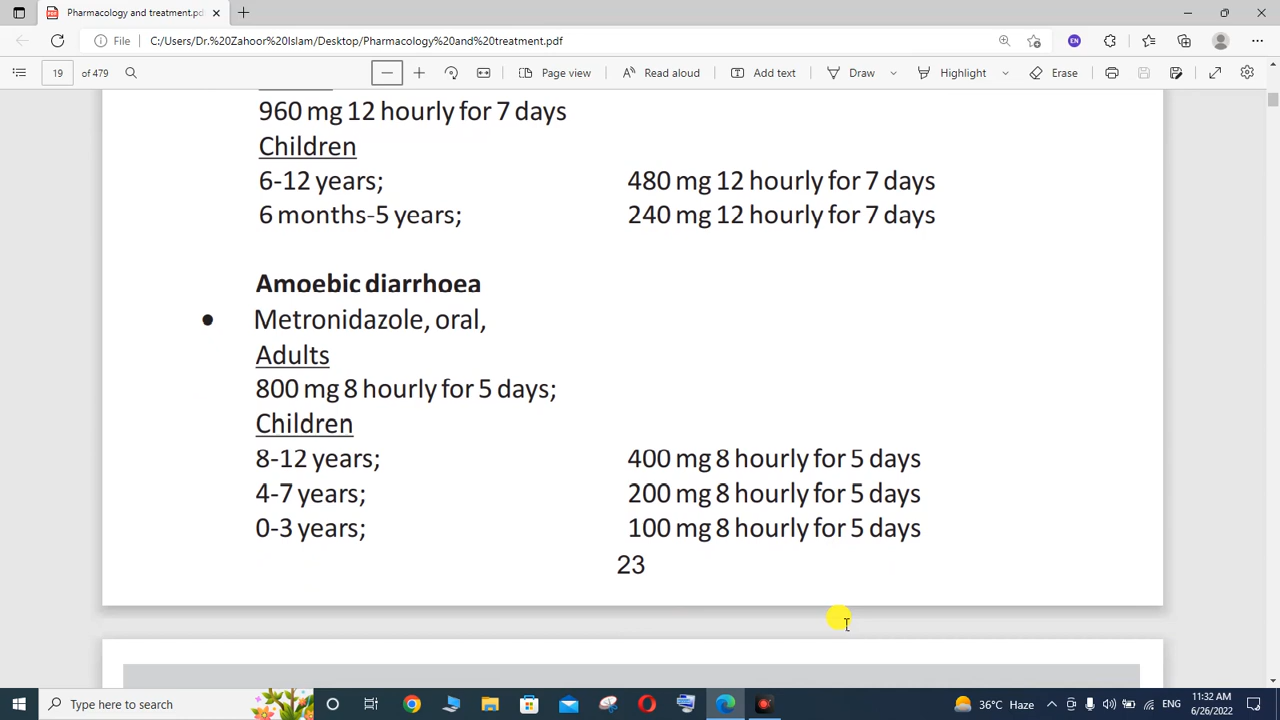 Pharmacology and treatment.pd
File C:/Users/Dr.%20Zahoor%20Islam/Desktop/Pharmacology%20and%20treatment.pdf EN
19 of 479 Page view Read aloud Add text Draw Highlight Erase
960 mg 12 hourly for 7 days
Children
6-12 years; 480 mg 12 hourly for 7 days
6 months-5 years; 240 mg 12 hourly for 7 days
Amoebic diarrhoea
• Metronidazole, oral,
Adults
800 mg 8 hourly for 5 days;
Children
8-12 years; 400 mg 8 hourly for 5 days
4-7 years; 200 mg 8 hourly for 5 days
0-3 years; 100 mg 8 hourly for 5 days
23
Type here to search 36°C Haze ENG 11:32 AM
6/26/2022